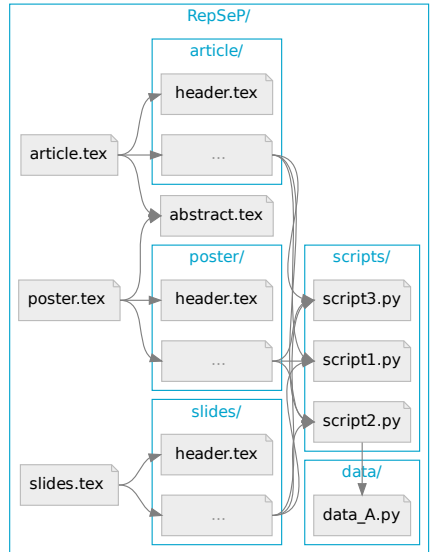 RepSeP/
article/
header.tex
article.tex
...
abstract.tex
poster/
scripts/
poster.tex
header.tex
script3.py
...
script1.py
slides/
script2.py
header.tex
data/
slides.tex
...
data_A.py